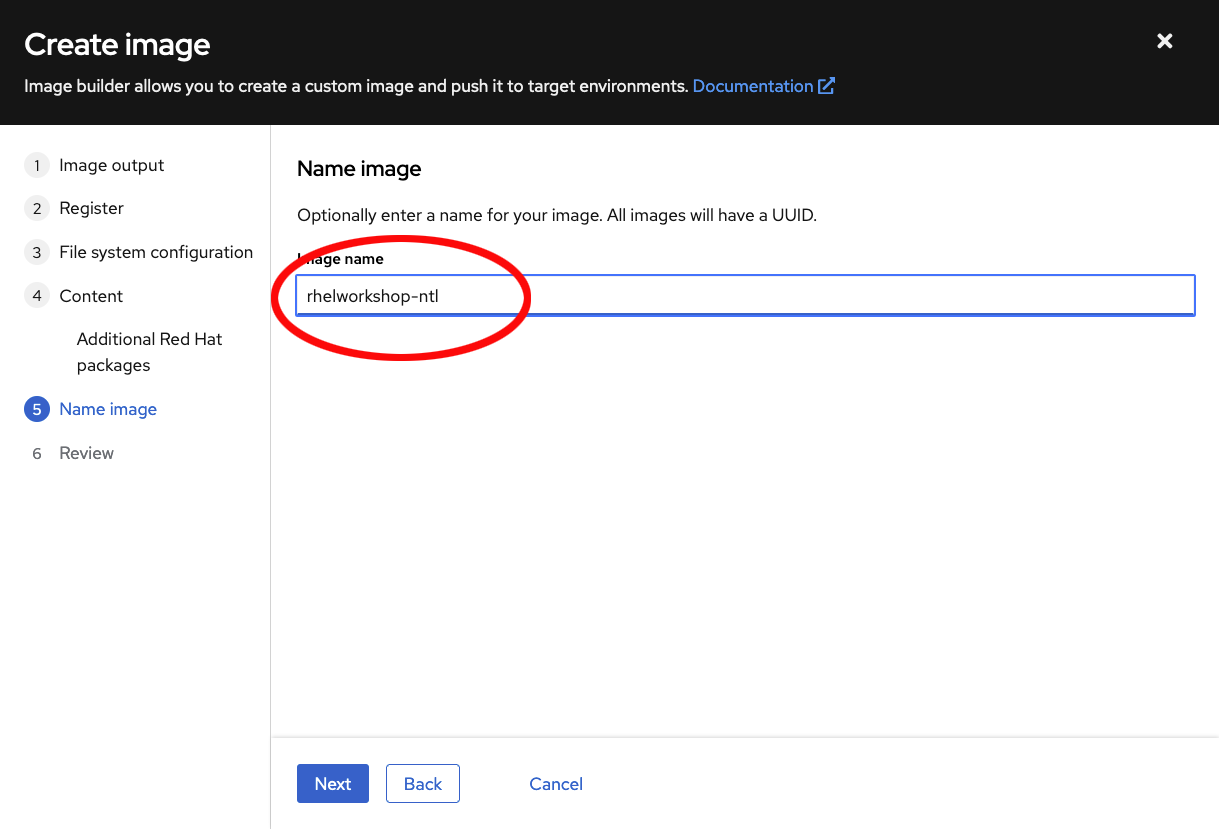 Create image
Image builder allows you to create a custom image and push it to target environments. Documentation
1 Image output
2 Register
3 File system configuration
4 Content
Additional Red Hat
packages
5 Name image
6 Review
Name image
Optionally enter a name for your image. All images will have a UUID.
Image name
rhelworkshop-ntl
Next Back Cancel